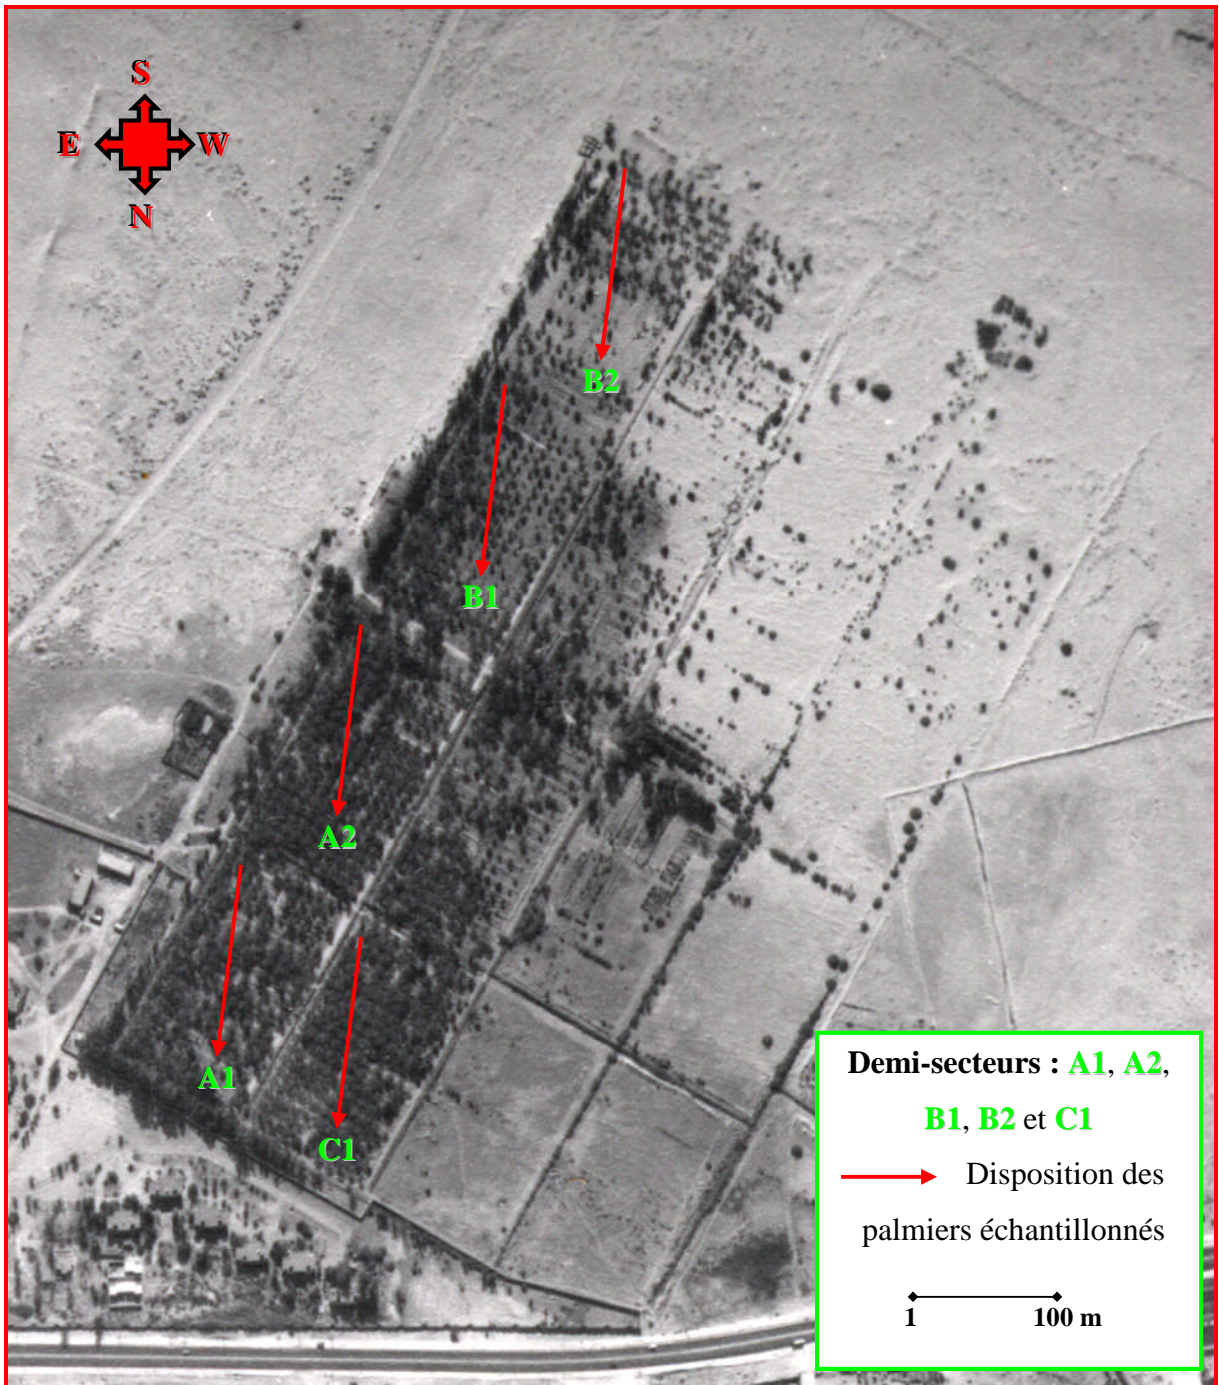 S
E W
N
B2
B1
A2
A1
C1
Demi-secteurs : A1, A2,
B1, B2 et C1
Disposition des
palmiers échantillonnés
1 100 m